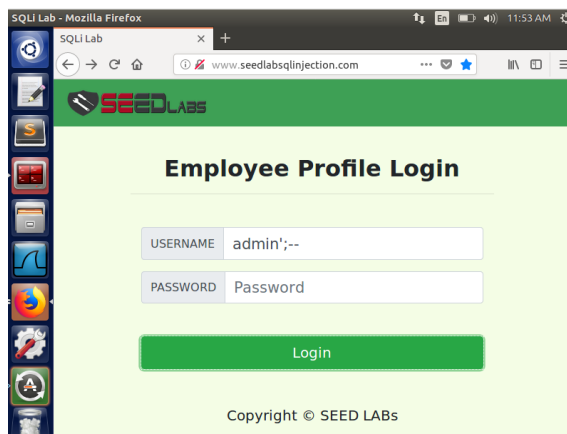 SQLi Lab - Mozilla Firefox
En
11:53 AM
SQLi Lab
www.seedlabsqlinjection.com
SEEDLABS
Employee Profile Login
USERNAME admin';--
PASSWORD Password
Login
Copyright © SEED LABs